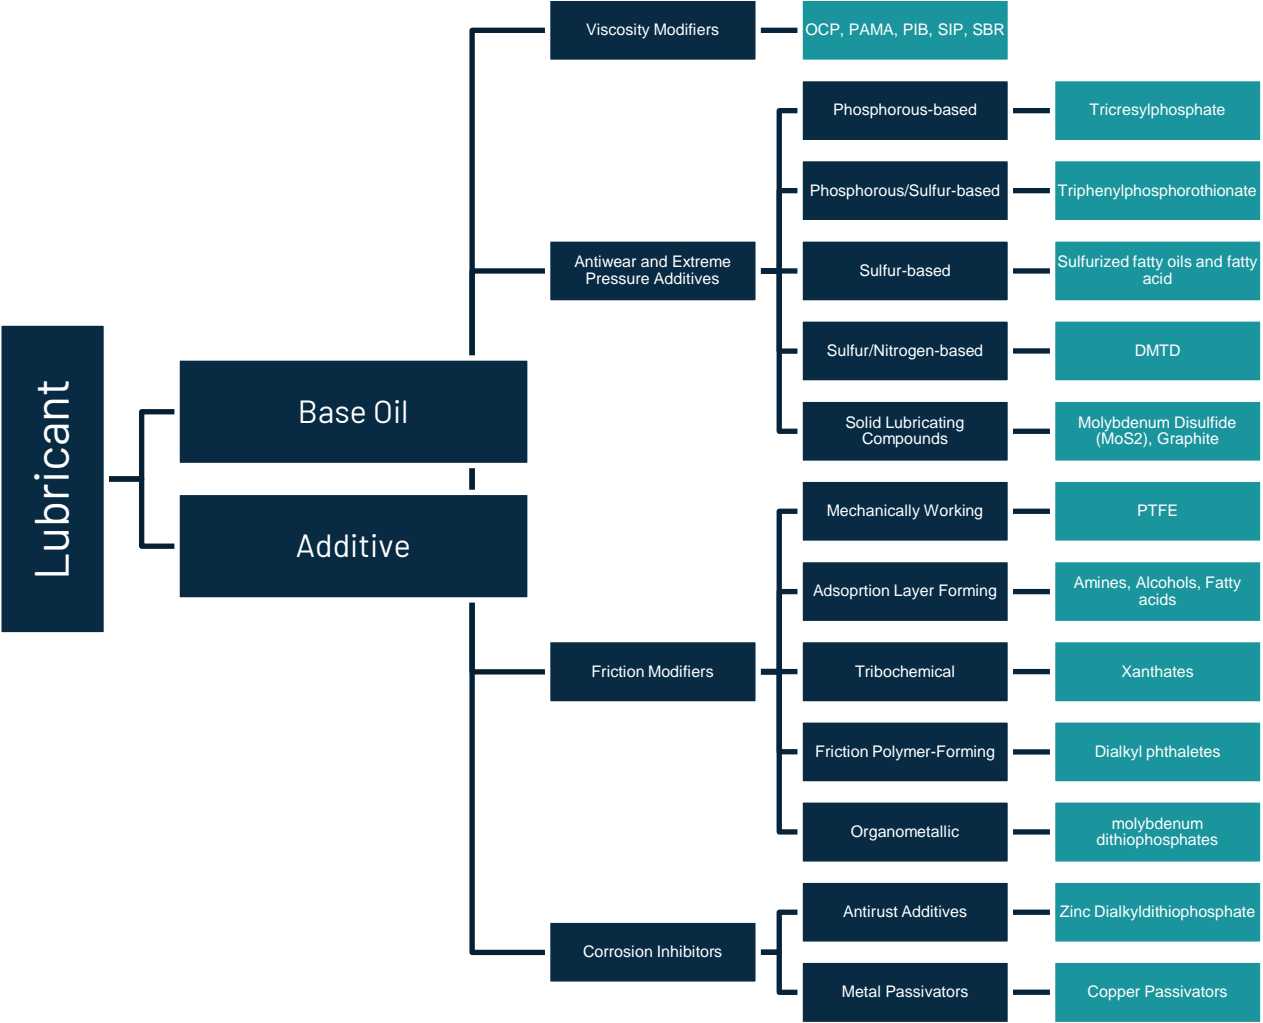 Lubricant
Base Oil
Additive
Viscosity Modifiers
OCP, PAMA, PIB, SIP, SBR
Antiwear and Extreme
Pressure Additives
Phosphorous-based
Tricresylphosphate
Phosphorous/Sulfur-based
Triphenylphosphorothionate
Sulfur-based
Sulfurized fatty oils and fatty
acid
Sulfur/Nitrogen-based
DMTD
Solid Lubricating
Compounds
Molybdenum Disulfide
(MoS2), Graphite
Friction Modifiers
Mechanically Working
PTFE
Adsoprtion Layer Forming
Amines, Alcohols, Fatty
acids
Tribochemical
Xanthates
Friction Polymer-Forming
Dialkyl phthaletes
Organometallic
molybdenum
dithiophosphates
Corrosion Inhibitors
Antirust Additives
Zinc Dialkyldithiophosphate
Metal Passivators
Copper Passivators